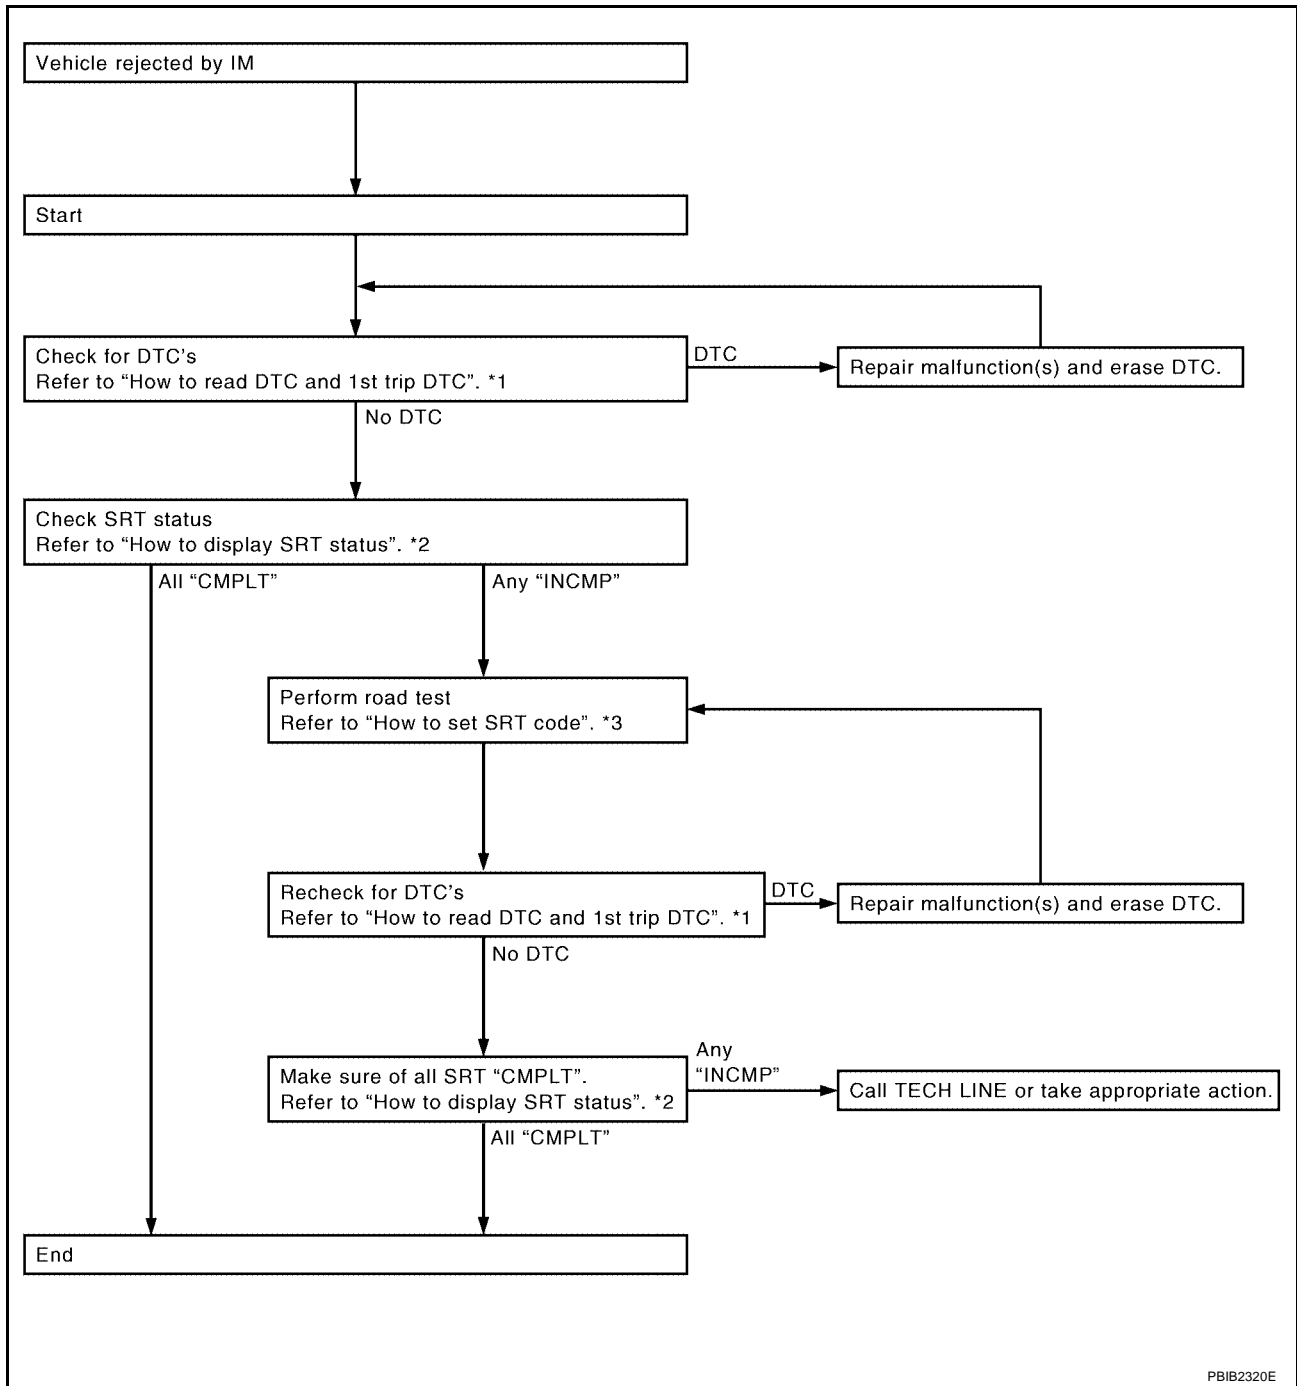 Vehicle rejected by IM
Start
Check for DTC's
Refer to “How to read DTC and 1st trip DTC”. *1
DTC
Repair malfunction(s) and erase DTC.
No DTC
Check SRT status
Refer to “How to display SRT status”. *2
All “CMPLT”
Any “INCMP”
Perform road test
Refer to “How to set SRT code”. *3
Recheck for DTC's
Refer to “How to read DTC and 1st trip DTC”. *1
DTC
Repair malfunction(s) and erase DTC.
No DTC
Make sure of all SRT “CMPLT”.
Refer to “How to display SRT status”. *2
Any
“INCMP”
Call TECH LINE or take appropriate action.
All “CMPLT”
End
PBIB2320E